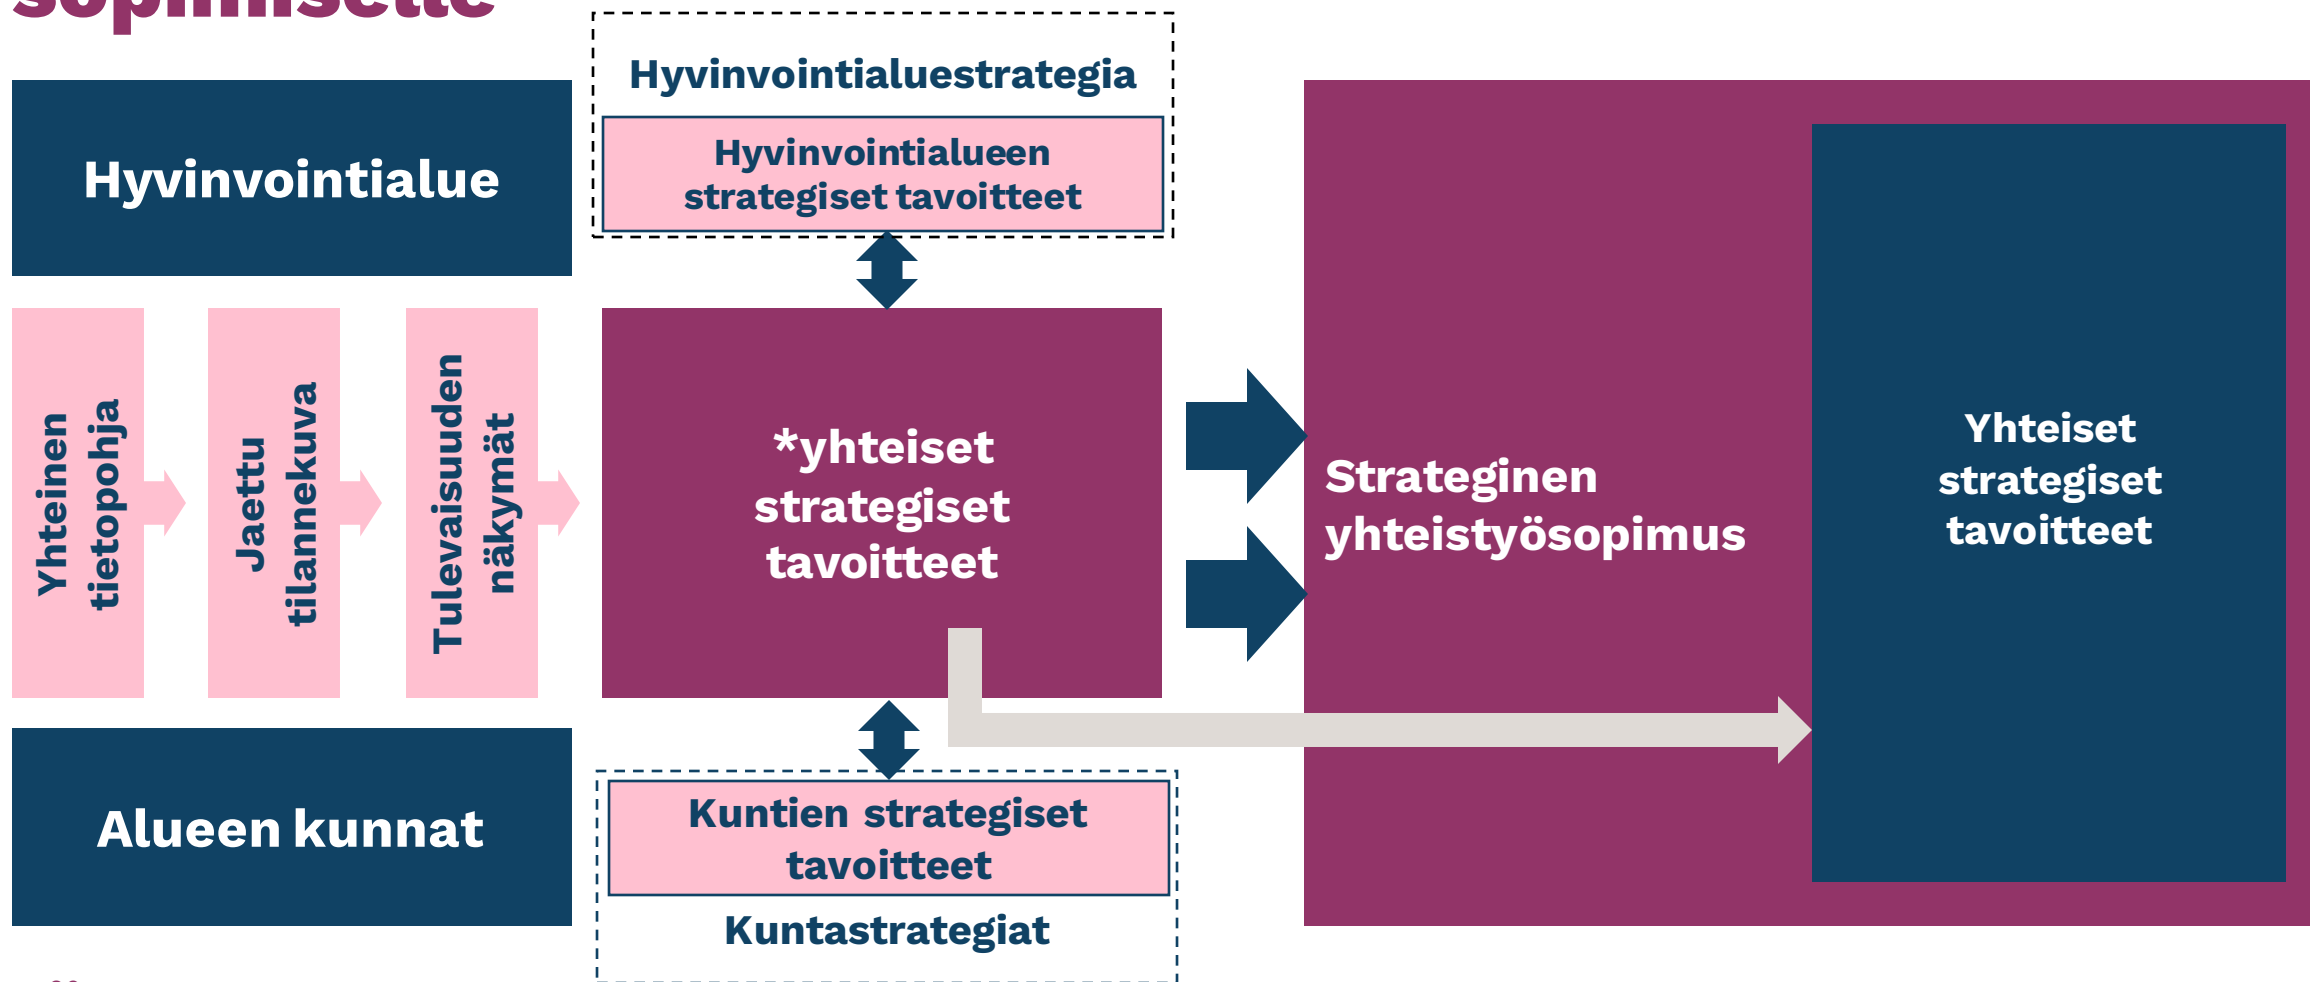 sopimiselle
Hyvinvointialuestrategia
Hyvinvointialueen
strategiset tavoitteet
Hyvinvointialue
Yhteinen
tietopohja
Jaettu
tilannekuva
Tulevaisuuden
näkymät
*yhteiset
strategiset
tavoitteet
Strateginen
yhteistyösopimus
Yhteiset
strategiset
tavoitteet
Alueen kunnat
Kuntien strategiset
tavoitteet
Kuntastrategiat